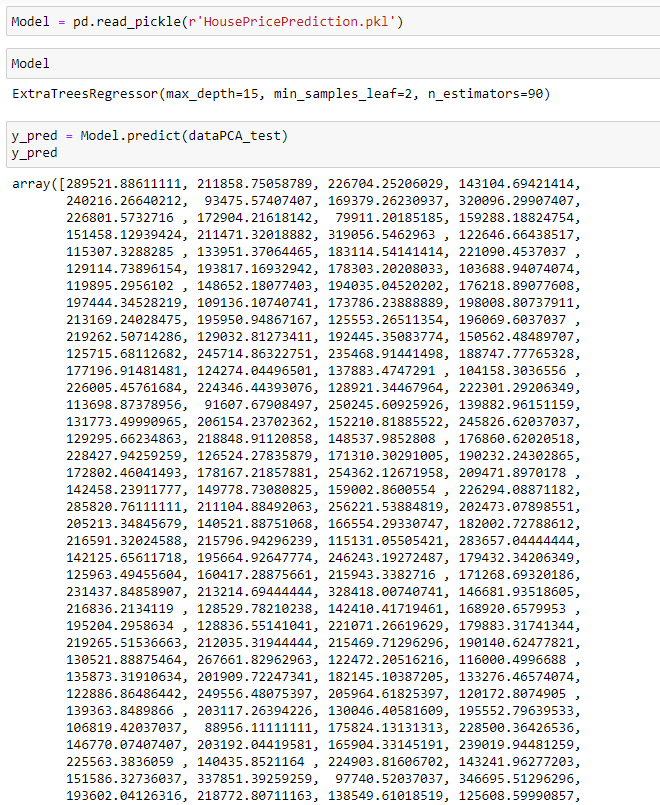 Model = pd.read_pickle(r'HousePricePrediction.pkl')
Model
ExtraTreesRegressor(max_depth=15, min_samples_leaf=2, n_estimators=90)
y_pred = Model.predict(dataPCA_test)
y_pred
array([289521.88611111, 211858.75058789, 226704.25206029, 143104.69421414,
240216.26640212,  93475.57407407, 169379.26230937, 320096.29907407,
226801.5732716 , 172904.21618142,  79911.20185185, 159288.18824754,
151458.12939424, 211471.32018882, 319056.5462963 , 122646.66438517,
115307.3288285 , 133951.37064465, 183114.54141414, 221090.4537037 ,
129114.73896154, 193817.16932942, 178303.20208033, 103688.94074074,
119895.2956102 , 148652.18077403, 194035.04520202, 176218.89077608,
197444.34528219, 109136.10740741, 173786.23888889, 198008.80737911,
213169.24028475, 195950.94867167, 125553.26511354, 196069.6037037 ,
219262.50714286, 129032.81273411, 192445.35083774, 150562.48489707,
125715.68112682, 245714.86322751, 235468.91441498, 188747.77765328,
177196.91481481, 124274.04496501, 137883.4747291 , 104158.3036556 ,
226005.45761684, 224346.44393076, 128921.34467964, 222301.29206349,
113698.87378956,  91607.67908497, 250245.60925926, 139882.96151159,
131773.49990965, 206154.23702362, 152210.81885522, 245826.62037037,
129295.66234863, 218848.91120858, 148537.9852808 , 176860.62020518,
228427.94259259, 126524.27835879, 171310.30291005, 190232.24302865,
172802.46041493, 178167.21857881, 254362.12671958, 209471.8970178 ,
142458.23911777, 149778.73080825, 159002.8600554 , 226294.08871182,
285820.76111111, 211104.88492063, 256221.53884819, 202473.07898551,
205213.34845679, 140521.88751068, 166554.29330747, 182002.72788612,
216591.32024588, 215796.94296239, 115131.05505421, 283657.04444444,
142125.65611718, 195664.92647774, 246243.19272487, 179432.34206349,
125963.49455604, 160417.28875661, 215943.3382716 , 171268.69320186,
231437.84858907, 213214.69444444, 328418.00740741, 146681.93518605,
216836.2134119 , 128529.78210238, 142410.41719461, 168920.6579953 ,
195204.2958634 , 128836.55141041, 221071.26619629, 179883.31741344,
219265.51536663, 212035.31944444, 215469.71296296, 190140.62477821,
130521.88875464, 267661.82962963, 122472.20516216, 116000.4996688 ,
135873.31910634, 201909.72247341, 182145.10387205, 133276.46574074,
122886.86486442, 249556.48075397, 205964.61825397, 120172.8074905 ,
139363.8489866 , 203117.26394226, 130046.40581609, 195552.79639533,
106819.42037037,  88956.11111111, 175824.13131313, 228500.36426536,
146770.07407407, 203192.04419581, 165904.33145191, 239019.94481259,
225563.3836059 , 140435.8521164 , 224903.81606702, 143241.96277203,
151586.32736037, 337851.39259259,  97740.52037037, 346695.51296296,
193602.04126316, 218772.80711163, 138549.61018519, 125608.59990857,